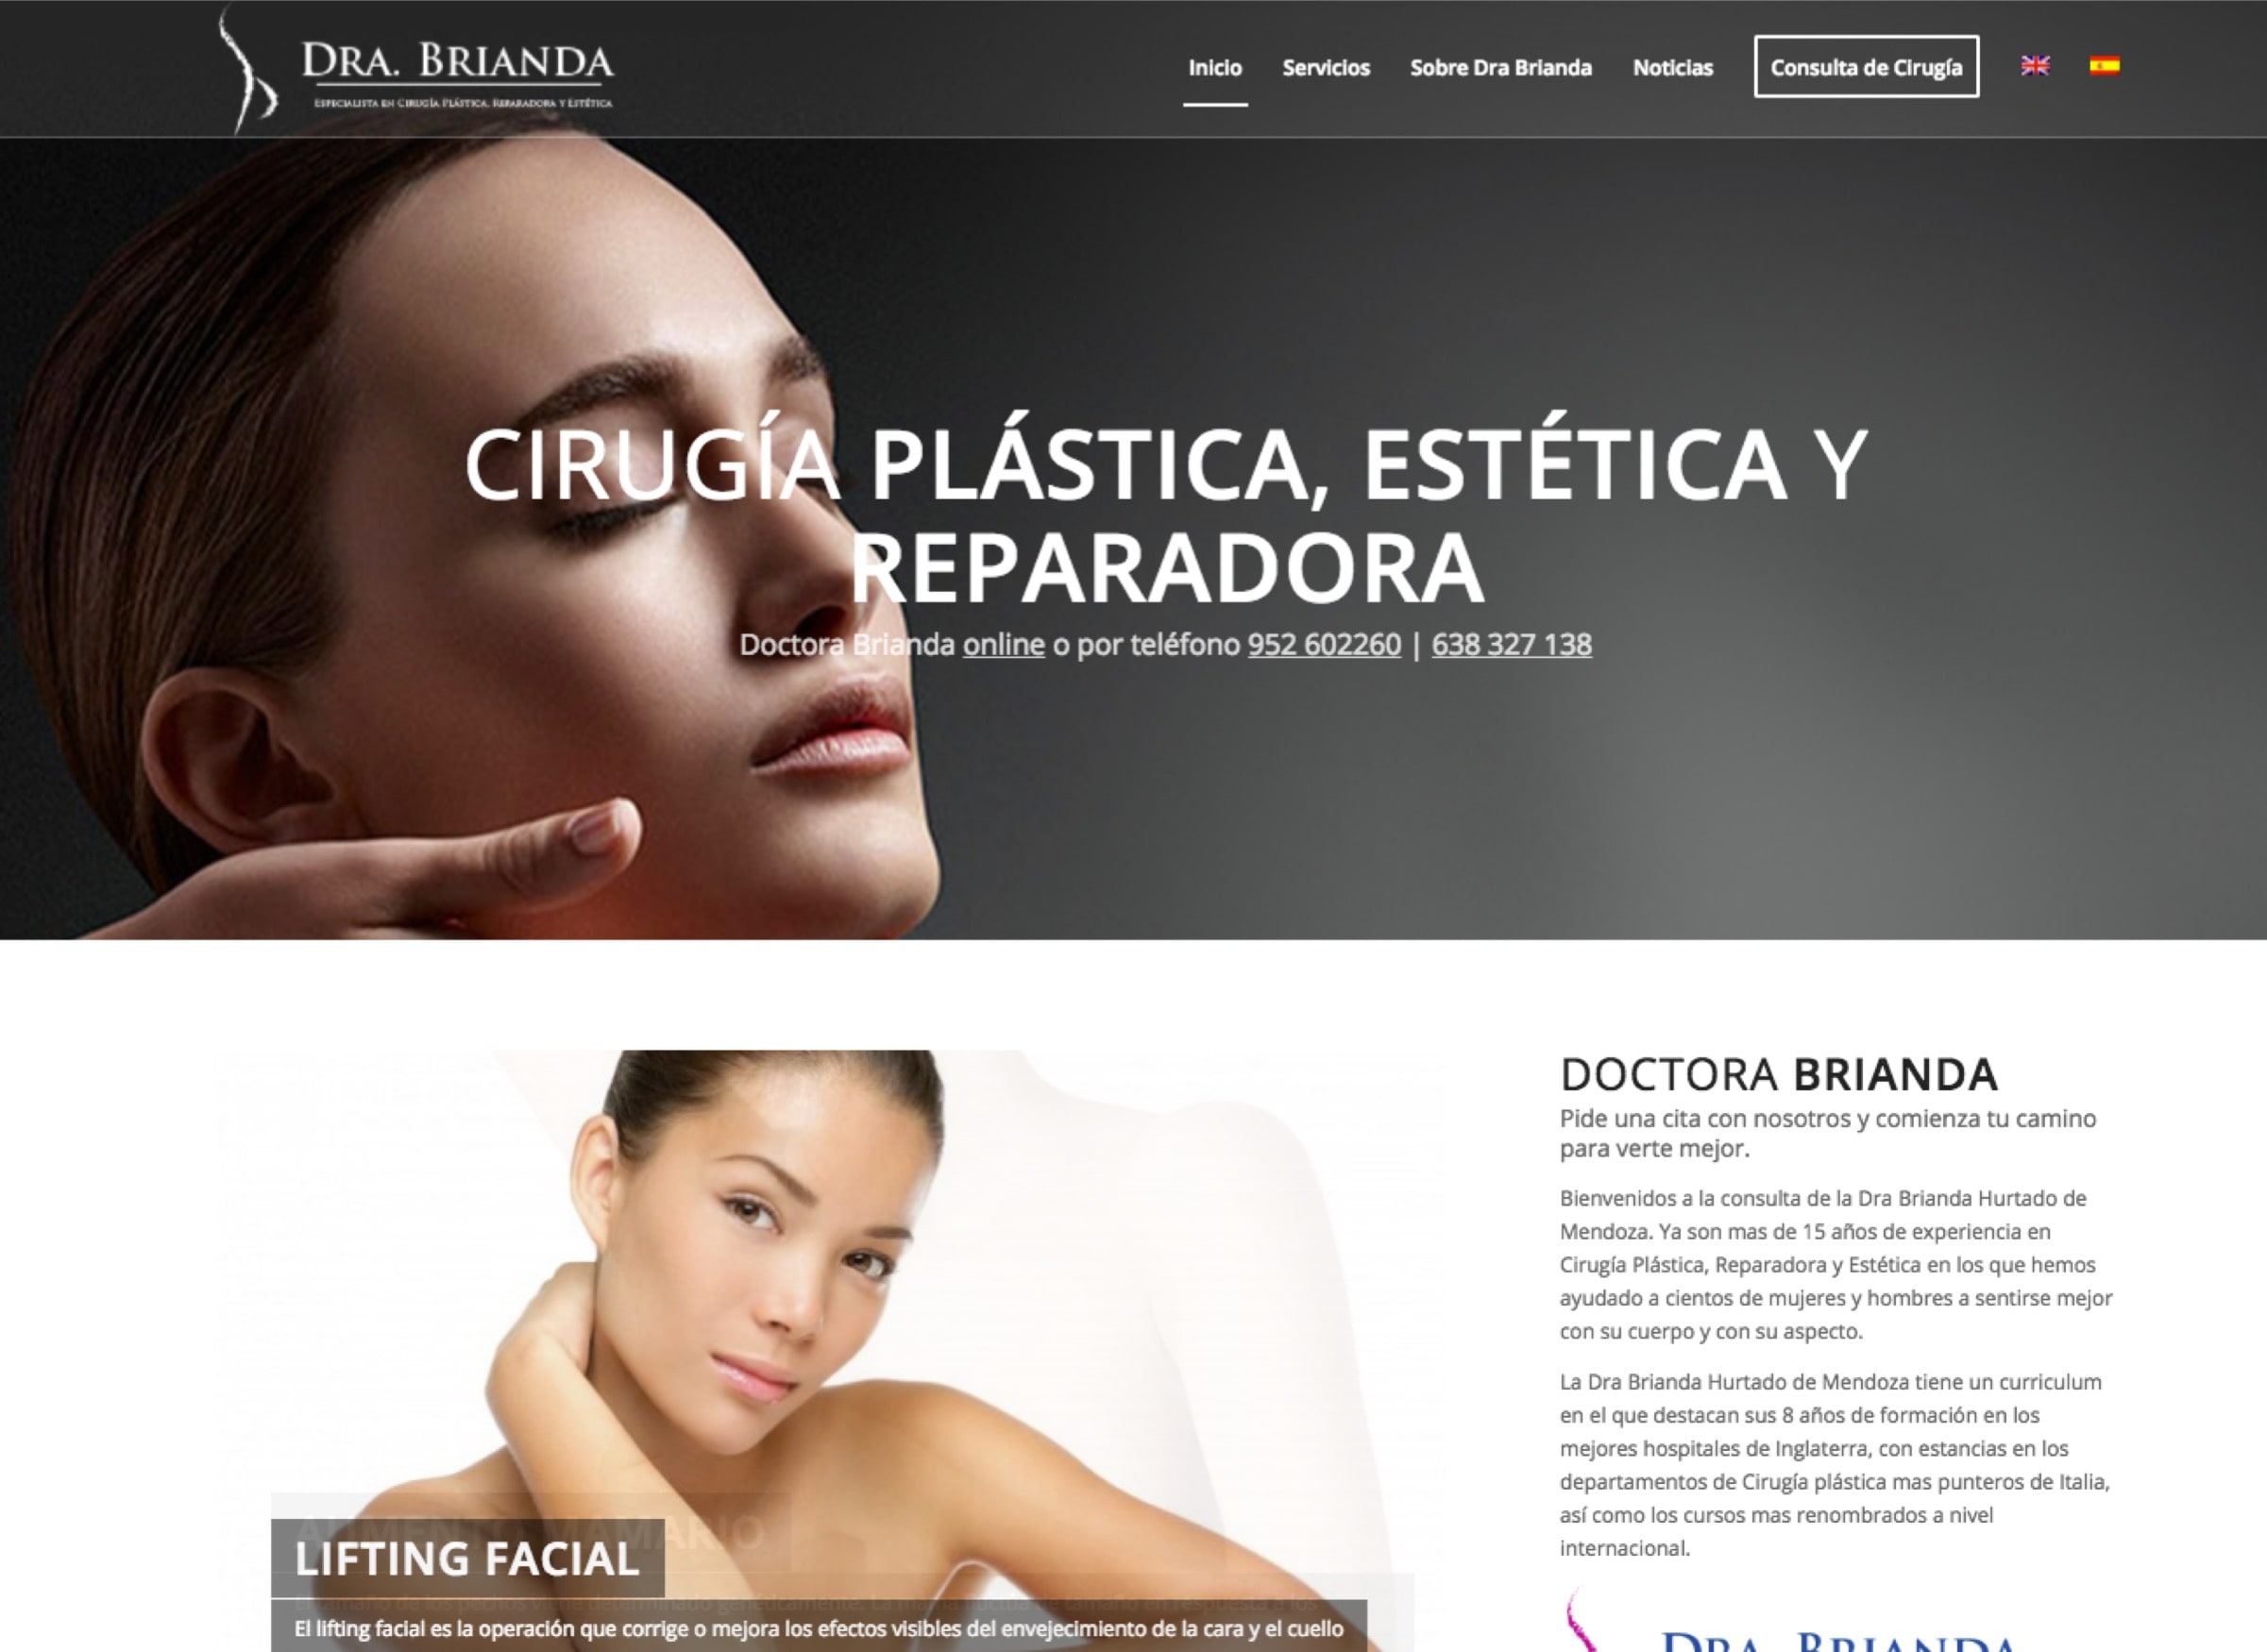 DRA. BRIANDA
ESPECIALISTA EN CIRUGÍA PLÁSTICA, REPARADORA Y ESTÉTICA
Inicio Servicios Sobre Dra Brianda Noticias Consulta de Cirugía
CIRUGÍA PLÁSTICA, ESTÉTICA Y
REPARADORA
Doctora Brianda online o por teléfono 952 602260 | 638 327 138
AUMENTO MAMARIO
LIFTING FACIAL
El lifting facial es la operación que corrige o mejora los efectos visibles del envejecimiento de la cara y el cuello
DOCTORA BRIANDA
Pide una cita con nosotros y comienza tu camino
para verte mejor.
Bienvenidos a la consulta de la Dra Brianda Hurtado de
Mendoza. Ya son mas de 15 años de experiencia en
Cirugía Plástica, Reparadora y Estética en los que hemos
ayudado a cientos de mujeres y hombres a sentirse mejor
con su cuerpo y con su aspecto.
La Dra Brianda Hurtado de Mendoza tiene un curriculum
en el que destacan sus 8 años de formación en los
mejores hospitales de Inglaterra, con estancias en los
departamentos de Cirugía plástica mas punteros de Italia,
así como los cursos mas renombrados a nivel
internacional.
DRA. BRIANDA